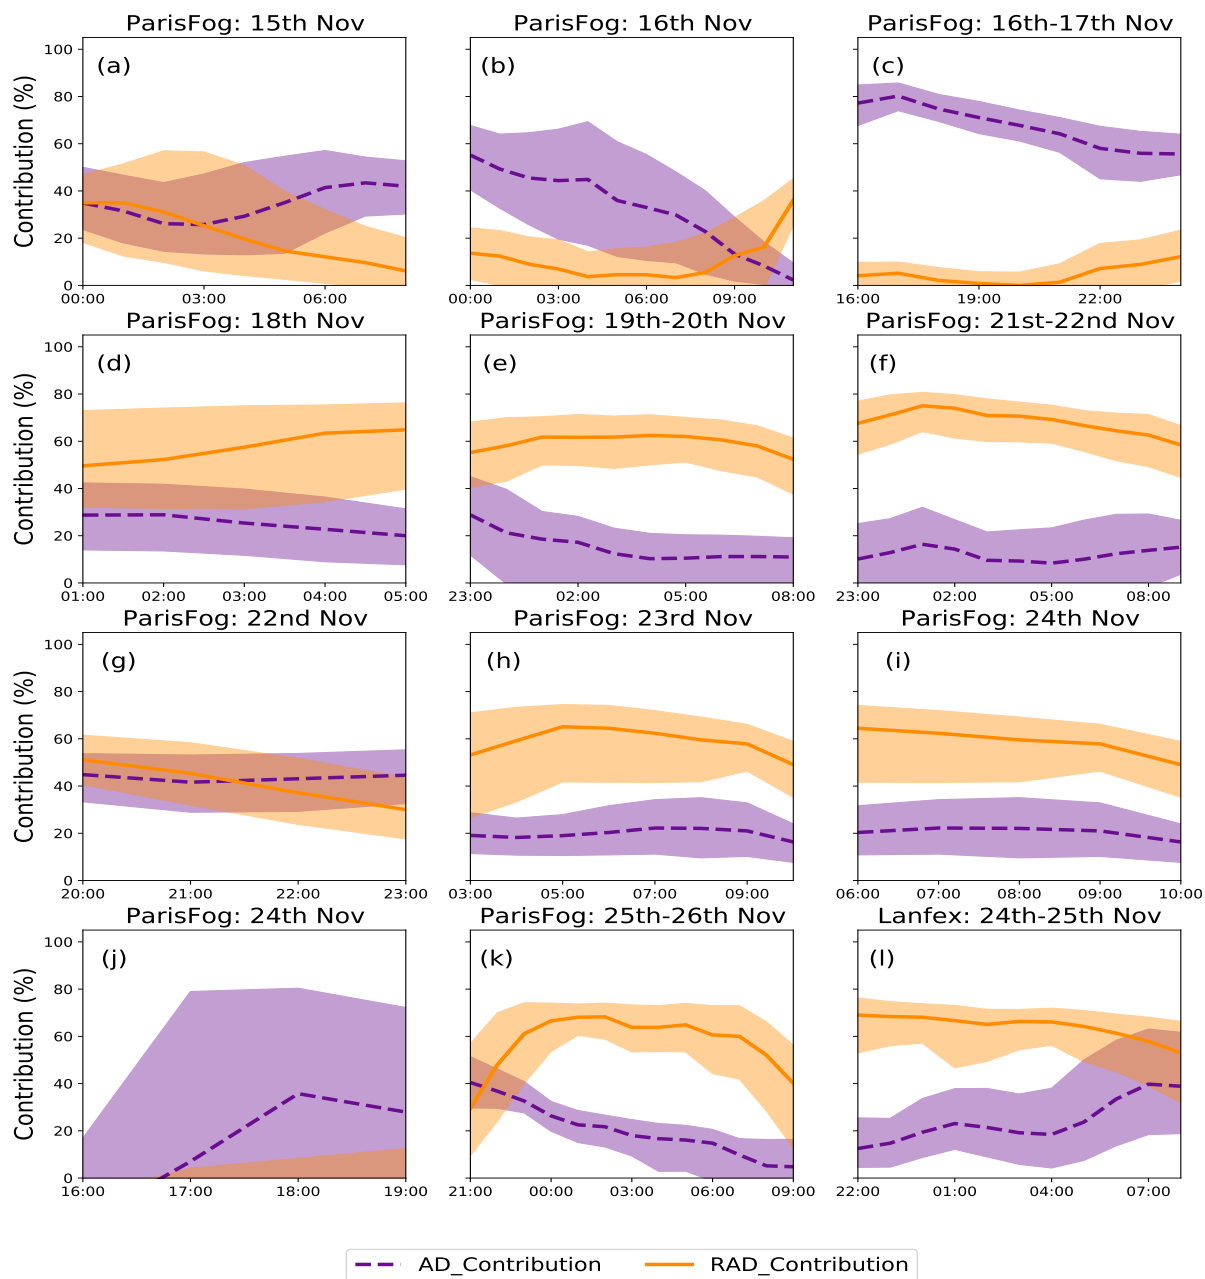 ParisFog: 15th Nov
ParisFog: 16th Nov
ParisFog: 16th-17th Nov
(a)
(b)
(c)
Contribution (%)
100
80
60
40
20
0
00:00 03:00 06:00
00:00 03:00 06:00 09:00
16:00 19:00 22:00
ParisFog: 18th Nov
ParisFog: 19th-20th Nov
ParisFog: 21st-22nd Nov
(d)
(e)
(f)
Contribution (%)
100
80
60
40
20
0
01:00 02:00 03:00 04:00 05:00
23:00 02:00 05:00 08:00
23:00 02:00 05:00 08:00
ParisFog: 22nd Nov
ParisFog: 23rd Nov
ParisFog: 24th Nov
(g)
(h)
(i)
Contribution (%)
100
80
60
40
20
0
20:00 21:00 22:00 23:00
03:00 05:00 07:00 09:00
06:00 07:00 08:00 09:00 10:00
ParisFog: 24th Nov
ParisFog: 25th-26th Nov
Lanfex: 24th-25th Nov
(j)
(k)
(l)
Contribution (%)
100
80
60
40
20
0
16:00 17:00 18:00 19:00
21:00 00:00 03:00 06:00 09:00
22:00 01:00 04:00 07:00
AD_Contribution
RAD_Contribution